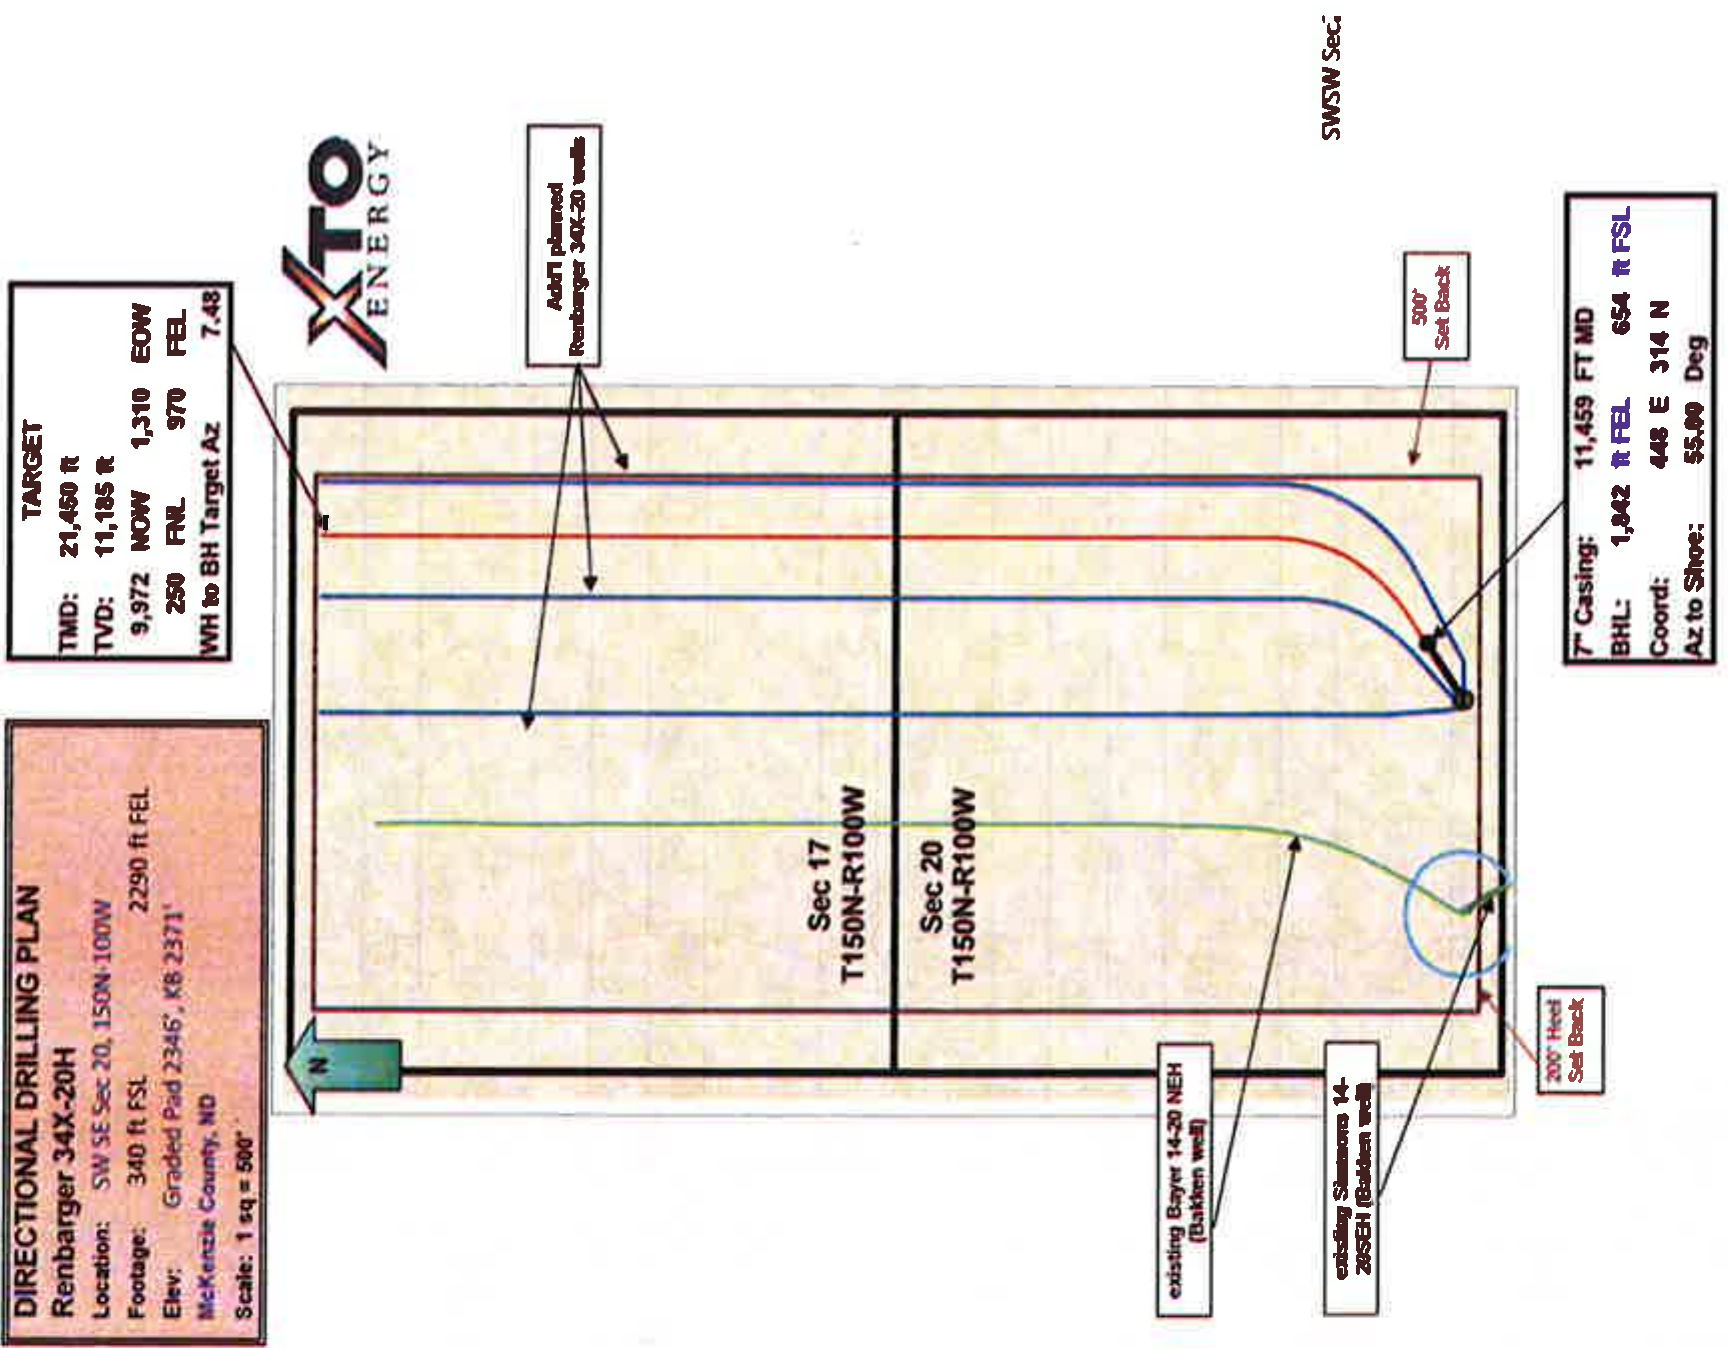 DIRECTIONAL DRILLING PLAN
Renbarger 34X-20H
Location: SW SE Sec 20, 150N-100W
Footage: 340 ft FSL 2290 ft FEL
Elev: Graded Pad 2346', KB 2371'
McKenzie County, ND
Scale: 1 sq = 500'
TARGET
TMD: 21,450 ft
TVD: 11,185 ft
9,972 NOW 1,310 EOW
250 FNL 970 FEL
WH to BH Target Az 7.48
XTO
ENERGY
Add'l planned
Renbarger 34X-20 wells
N
Sec 17
T150N-R100W
Sec 20
T150N-R100W
existing Bayer 14-20 NEH
(Bakken well)
existing Simmons 14-
20SEH (Bakken well)
200' Heel
Set Back
500'
Set Back
7" Casing: 11,459 FT MD
BHL: 1,842 ft FEL 654 ft FSL
Coord: 448 E 314 N
Az to Shoe: 55.00 Deg
SWSW Sec.